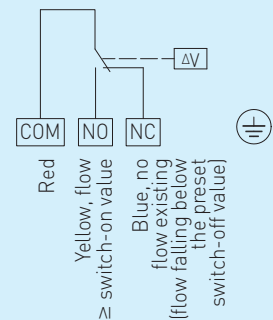 ΔV
COM NO NC
Red
Yellow, flow
≥ switch-on value
Blue, no
flow existing
(flow falling below
the preset
switch-off value)